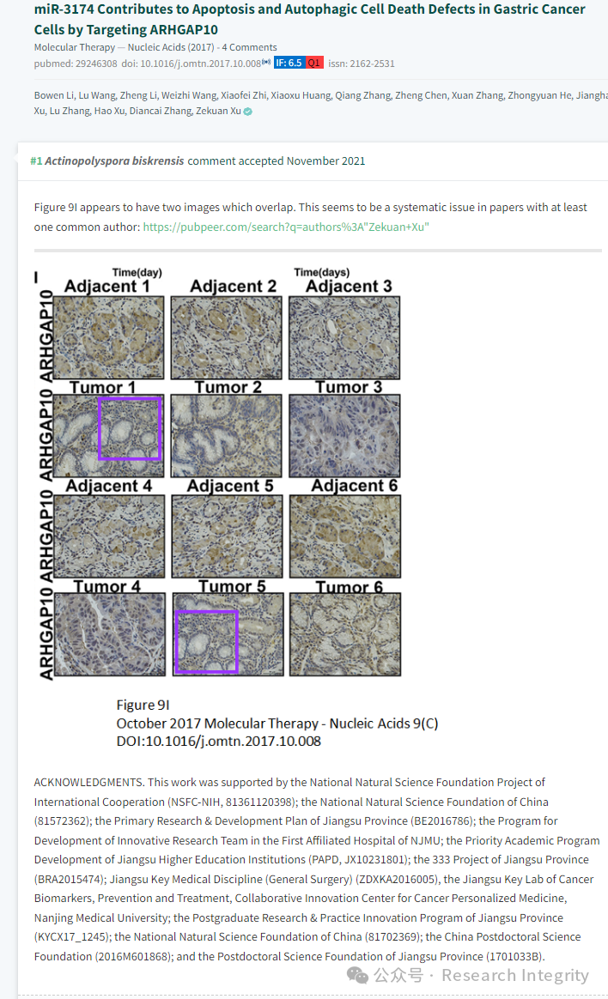 miR-3174 Contributes to Apoptosis and Autophagic Cell Death Defects in Gastric Cancer
Cells by Targeting ARHGAP10
Molecular Therapy — Nucleic Acids (2017) - 4 Comments
pubmed: 29246308 doi: 10.1016/j.omtn.2017.10.008 IF: 6.5 Q1 issn: 2162-2531
Bowen Li, Lu Wang, Zheng Li, Weizhi Wang, Xiaofei Zhi, Xiaoxu Huang, Qiang Zhang, Zheng Chen, Xuan Zhang, Zhongyuan He, Jiangha
Xu, Lu Zhang, Hao Xu, Diancai Zhang, Zekuan Xu
#1 Actinopolyspora biskrensis comment accepted November 2021
Figure 9I appears to have two images which overlap. This seems to be a systematic issue in papers with at least
one common author: https://pubpeer.com/search?q=authors%3A"Zekuan+Xu"
I
Time(day) Time(days)
Adjacent 1 Adjacent 2 Adjacent 3
ARHGAP10
Tumor 1 Tumor 2 Tumor 3
ARHGAP10
Adjacent 4 Adjacent 5 Adjacent 6
ARHGAP10
Tumor 4 Tumor 5 Tumor 6
ARHGAP10
Figure 9I
October 2017 Molecular Therapy - Nucleic Acids 9(C)
DOI:10.1016/j.omtn.2017.10.008
ACKNOWLEDGMENTS. This work was supported by the National Natural Science Foundation Project of
International Cooperation (NSFC-NIH, 81361120398); the National Natural Science Foundation of China
(81572362); the Primary Research & Development Plan of Jiangsu Province (BE2016786); the Program for
Development of Innovative Research Team in the First Affiliated Hospital of NJMU; the Priority Academic Program
Development of Jiangsu Higher Education Institutions (PAPD, JX10231801); the 333 Project of Jiangsu Province
(BRA2015474); Jiangsu Key Medical Discipline (General Surgery) (ZDXKA2016005), the Jiangsu Key Lab of Cancer
Biomarkers, Prevention and Treatment, Collaborative Innovation Center for Cancer Personalized Medicine,
Nanjing Medical University; the Postgraduate Research & Practice Innovation Program of Jiangsu Province
(KYCX17_1245); the National Natural Science Foundation of China (81702369); the China Postdoctoral Science
Foundation (2016M601868); and the Postdoctoral Science Foundation of Jiangsu Province (1701033B).
公众号 · Research Integrity